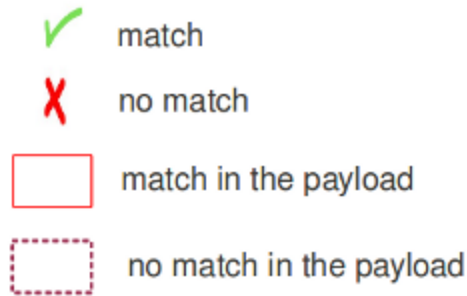 match
no match
match in the payload
no match in the payload